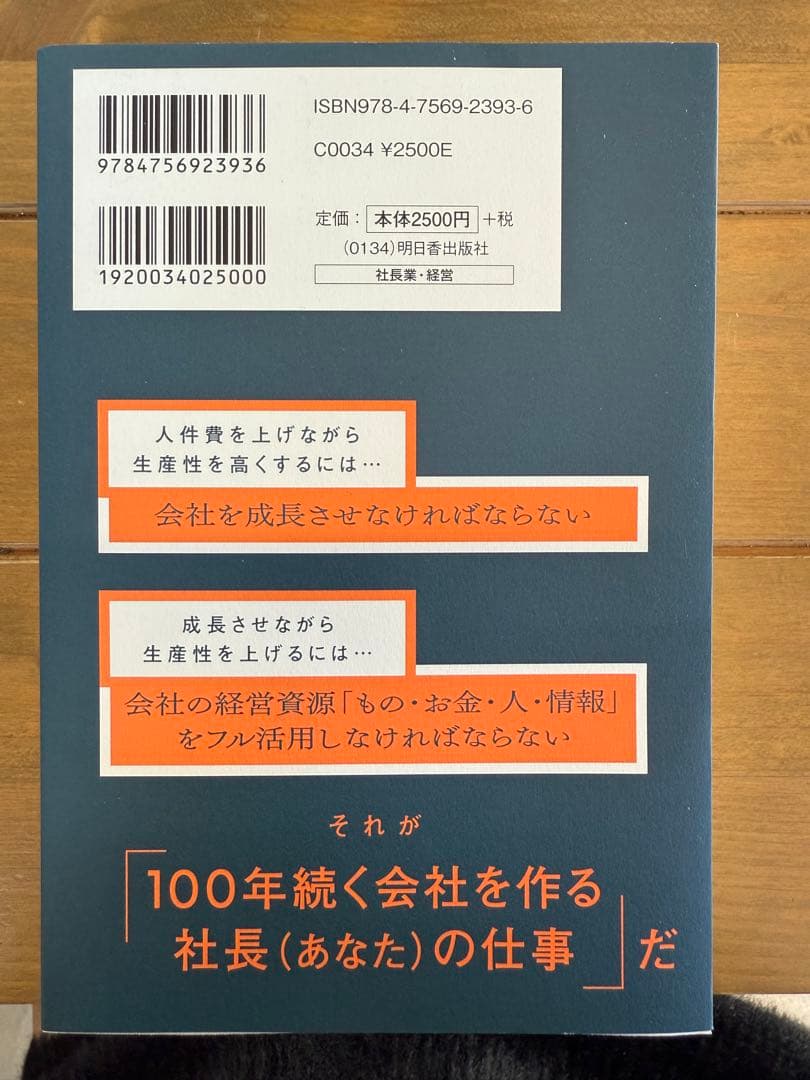 ISBN978-4-7569-2393-6
9784756923936
C0034 ¥2500E
定価： 本体2500円 +税
(0134)明日香出版社
1920034025000
社長業・経営
人件費を上げながら
生産性を高くするには…
会社を成長させなければならない
成長させながら
生産性を上げるには…
会社の経営資源「もの・お金・人・情報」
をフル活用しなければならない
それが
「100年続く会社を作る
社長(あなた)の仕事」だ